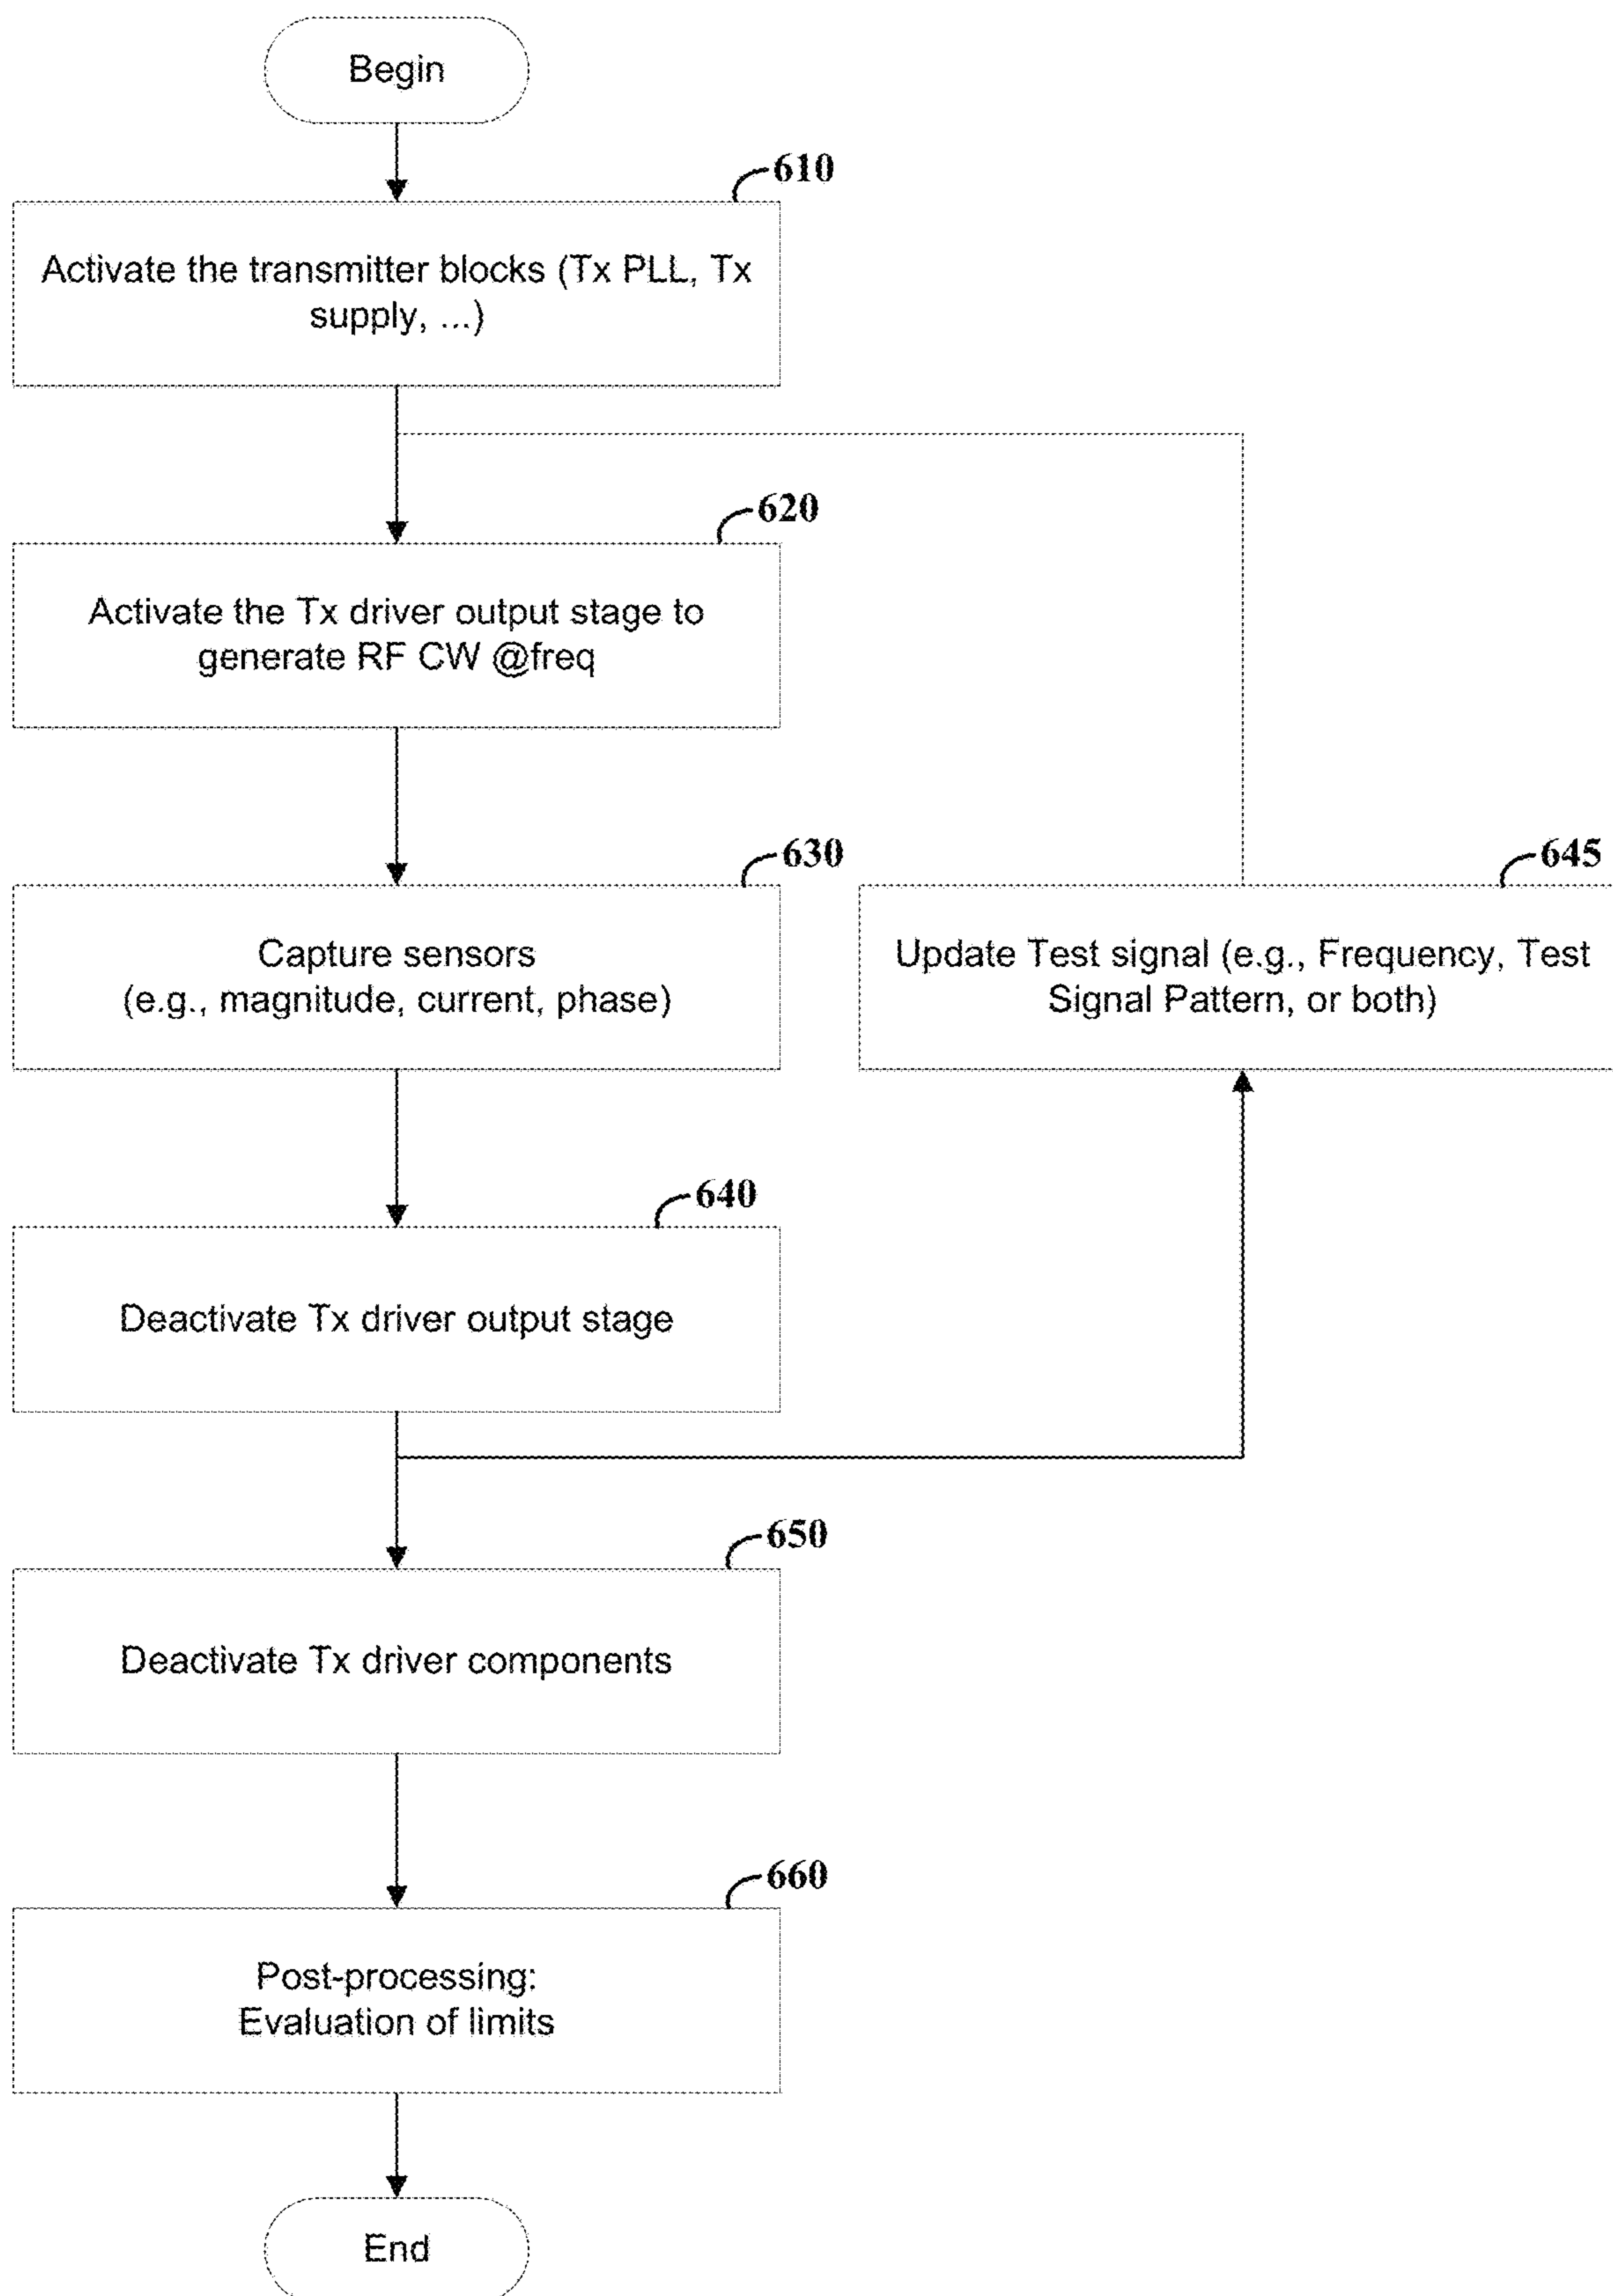 Begin
610
Activate the transmitter blocks (Tx PLL, Tx
supply, ...)
620
Activate the Tx driver output stage to
generate RF CW @freq
630
Capture sensors
(e.g., magnitude, current, phase)
645
Update Test signal (e.g., Frequency, Test
Signal Pattern, or both)
640
Deactivate Tx driver output stage
650
Deactivate Tx driver components
660
Post-processing:
Evaluation of limits
End